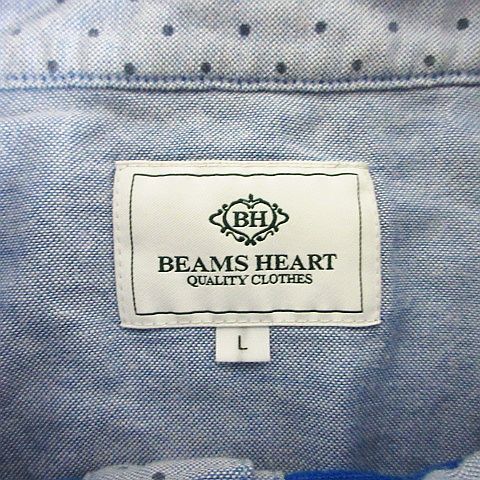 BH
BEAMS HEART
QUALITY CLOTHES
L